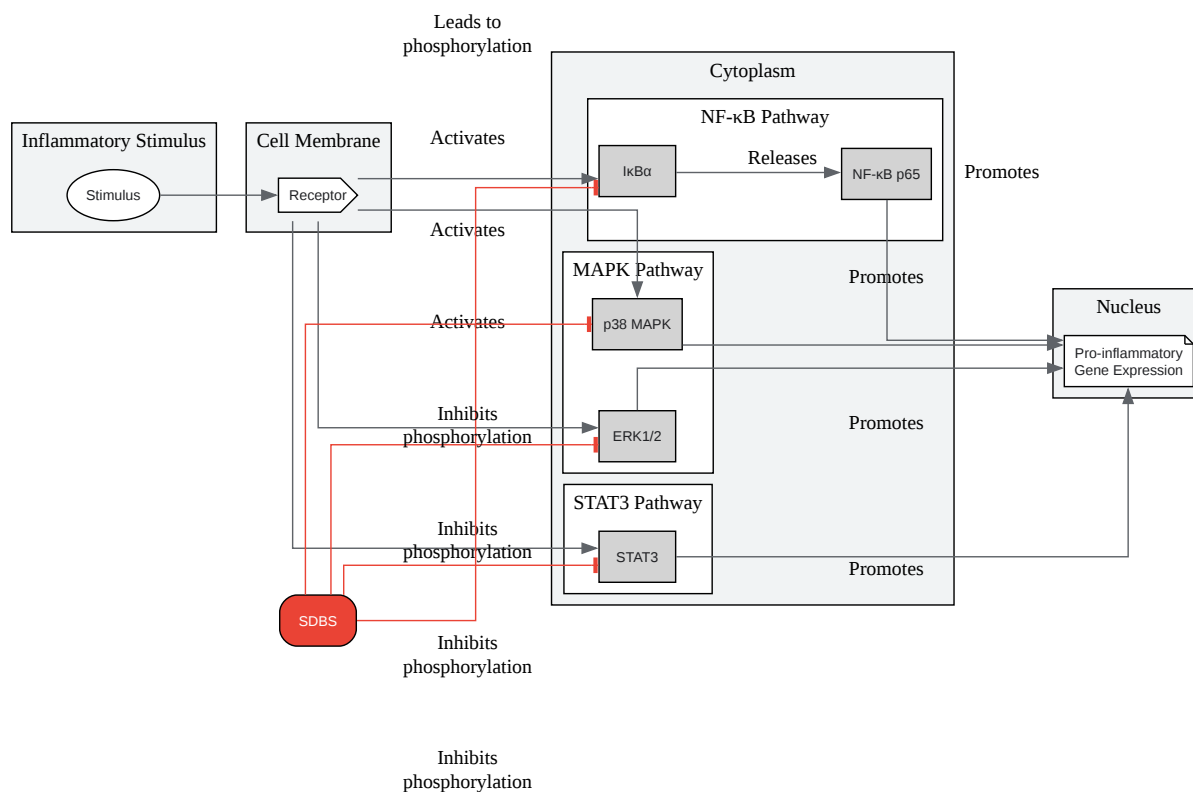 Leads to
phosphorylation
Cytoplasm
NF-κB Pathway
Inflammatory Stimulus
Cell Membrane
Activates
Releases
IκBα
NF-κB p65
Promotes
Stimulus
Receptor
Activates
MAPK Pathway
Promotes
Nucleus
p38 MAPK
Activates
Pro-inflammatory
Gene Expression
Inhibits
phosphorylation
ERK1/2
Promotes
STAT3 Pathway
Inhibits
phosphorylation
STAT3
Promotes
SDBS
Inhibits
phosphorylation
Inhibits
phosphorylation